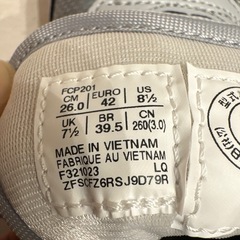 FCP201
CM 26.0 EURO 42 US 8½
UK 7½ BR 39.5 CN 260(3.0)
MADE IN VIETNAM
FABRIQUE AU VIETNAM
F321023 LQ
ZFSCFZ6RSJ9D79R